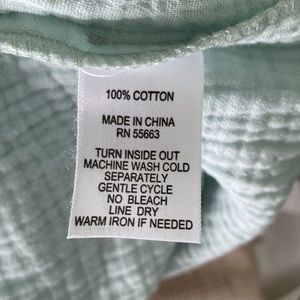 100% COTTON
MADE IN CHINA
RN 55663
TURN INSIDE OUT
MACHINE WASH COLD
SEPARATELY
GENTLE CYCLE
NO BLEACH
LINE DRY
WARM IRON IF NEEDED